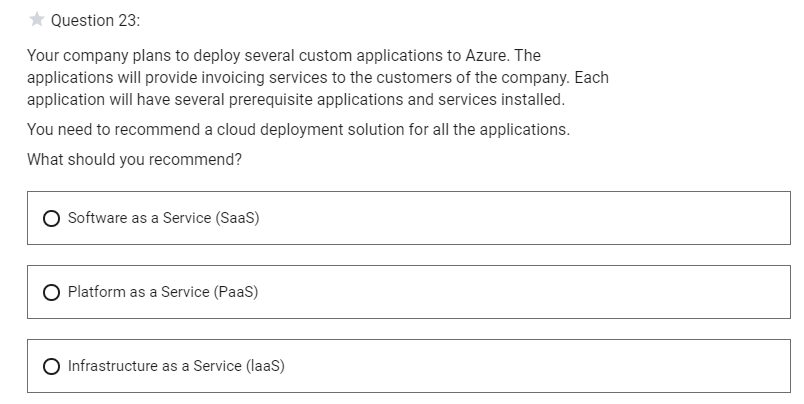 Question 23:
Your company plans to deploy several custom applications to Azure. The
applications will provide invoicing services to the customers of the company. Each
application will have several prerequisite applications and services installed.
You need to recommend a cloud deployment solution for all the applications.
What should you recommend?
Software as a Service (SaaS)
Platform as a Service (PaaS)
Infrastructure as a Service (laaS)